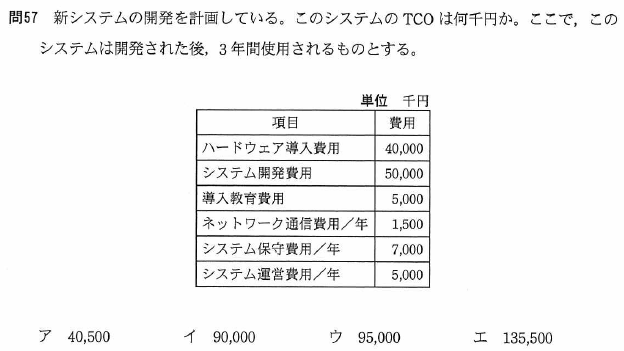 問57 新システムの開発を計画している。このシステムの TCO は何千円か。ここで，この
システムは開発された後，3 年間使用されるものとする。
単位 千円
項目 費用
ハードウェア導入費用 40,000
システム開発費用 50,000
導入教育費用 5,000
ネットワーク通信費用／年 1,500
システム保守費用／年 7,000
システム運営費用／年 5,000
ア 40,500 イ 90,000 ウ 95,000 エ 135,500